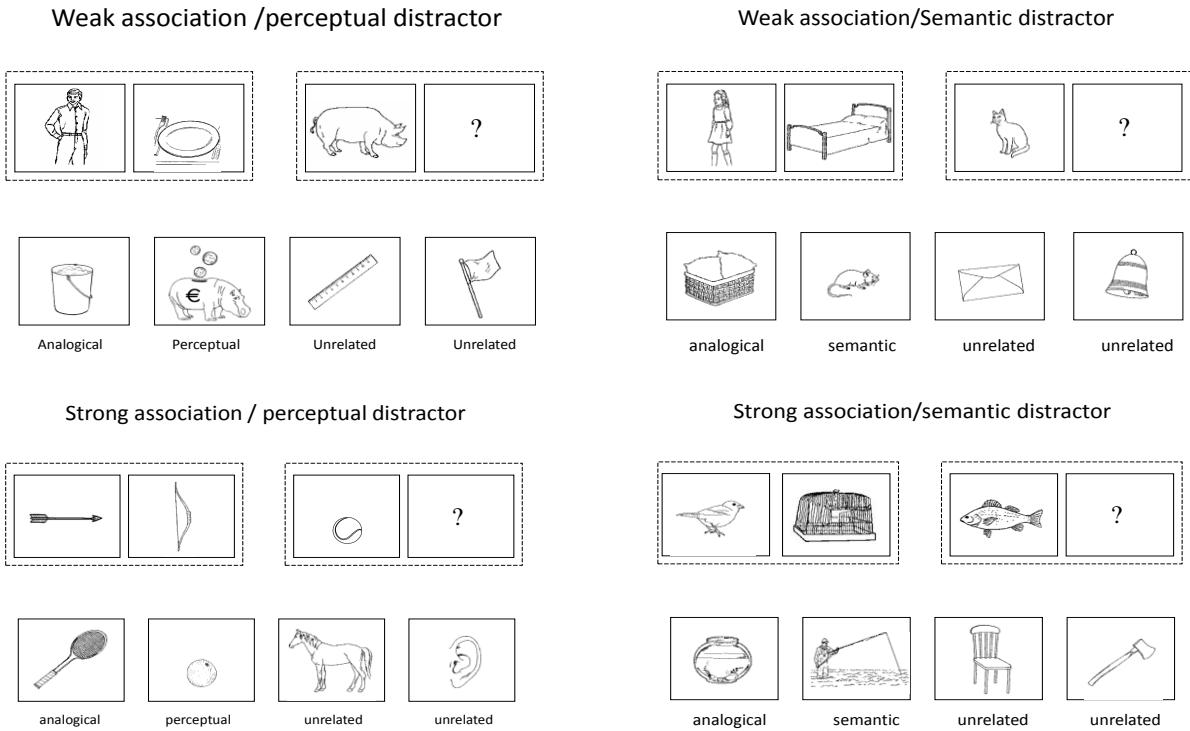 Weak association /perceptual distractor
?
€
Analogical
Perceptual
Unrelated
Unrelated
Weak association/Semantic distractor
?
analogical
semantic
unrelated
unrelated
Strong association / perceptual distractor
?
analogical
perceptual
unrelated
unrelated
Strong association/semantic distractor
?
analogical
semantic
unrelated
unrelated